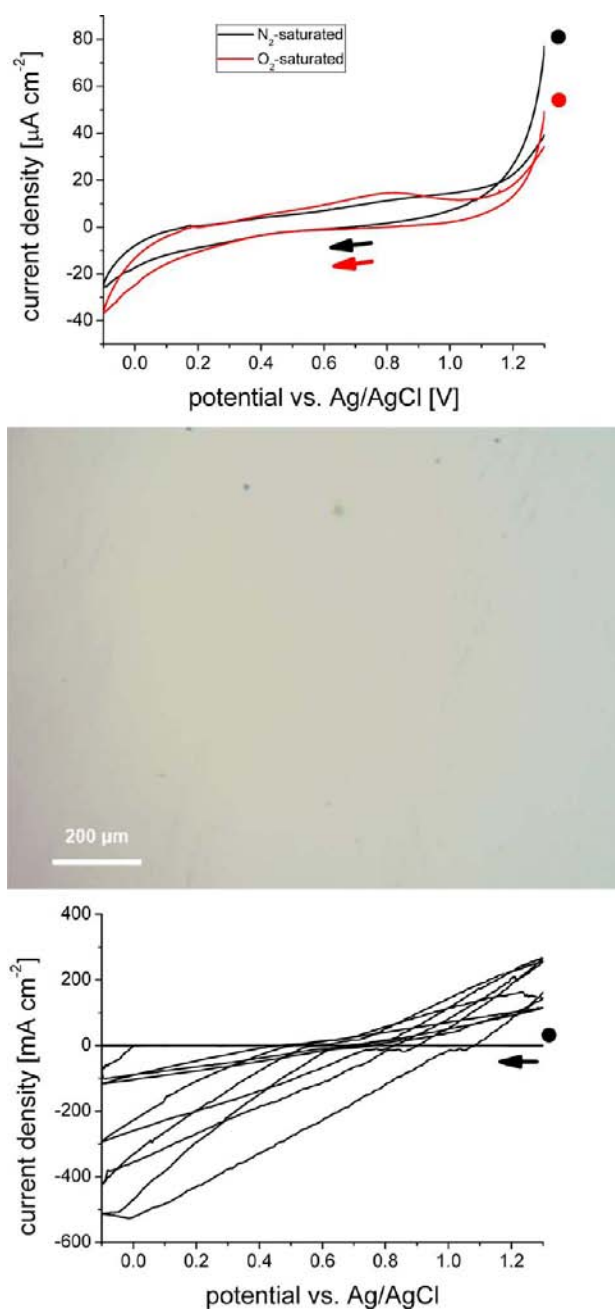 80
60
40
20
0
-20
-40
current density [μA cm⁻²]
N₂-saturated
O₂-saturated
0.0 0.2 0.4 0.6 0.8 1.0 1.2
potential vs. Ag/AgCl [V]
200 µm
400
200
0
-200
-400
-600
current density [mA cm⁻²]
0.0 0.2 0.4 0.6 0.8 1.0 1.2
potential vs. Ag/AgCl